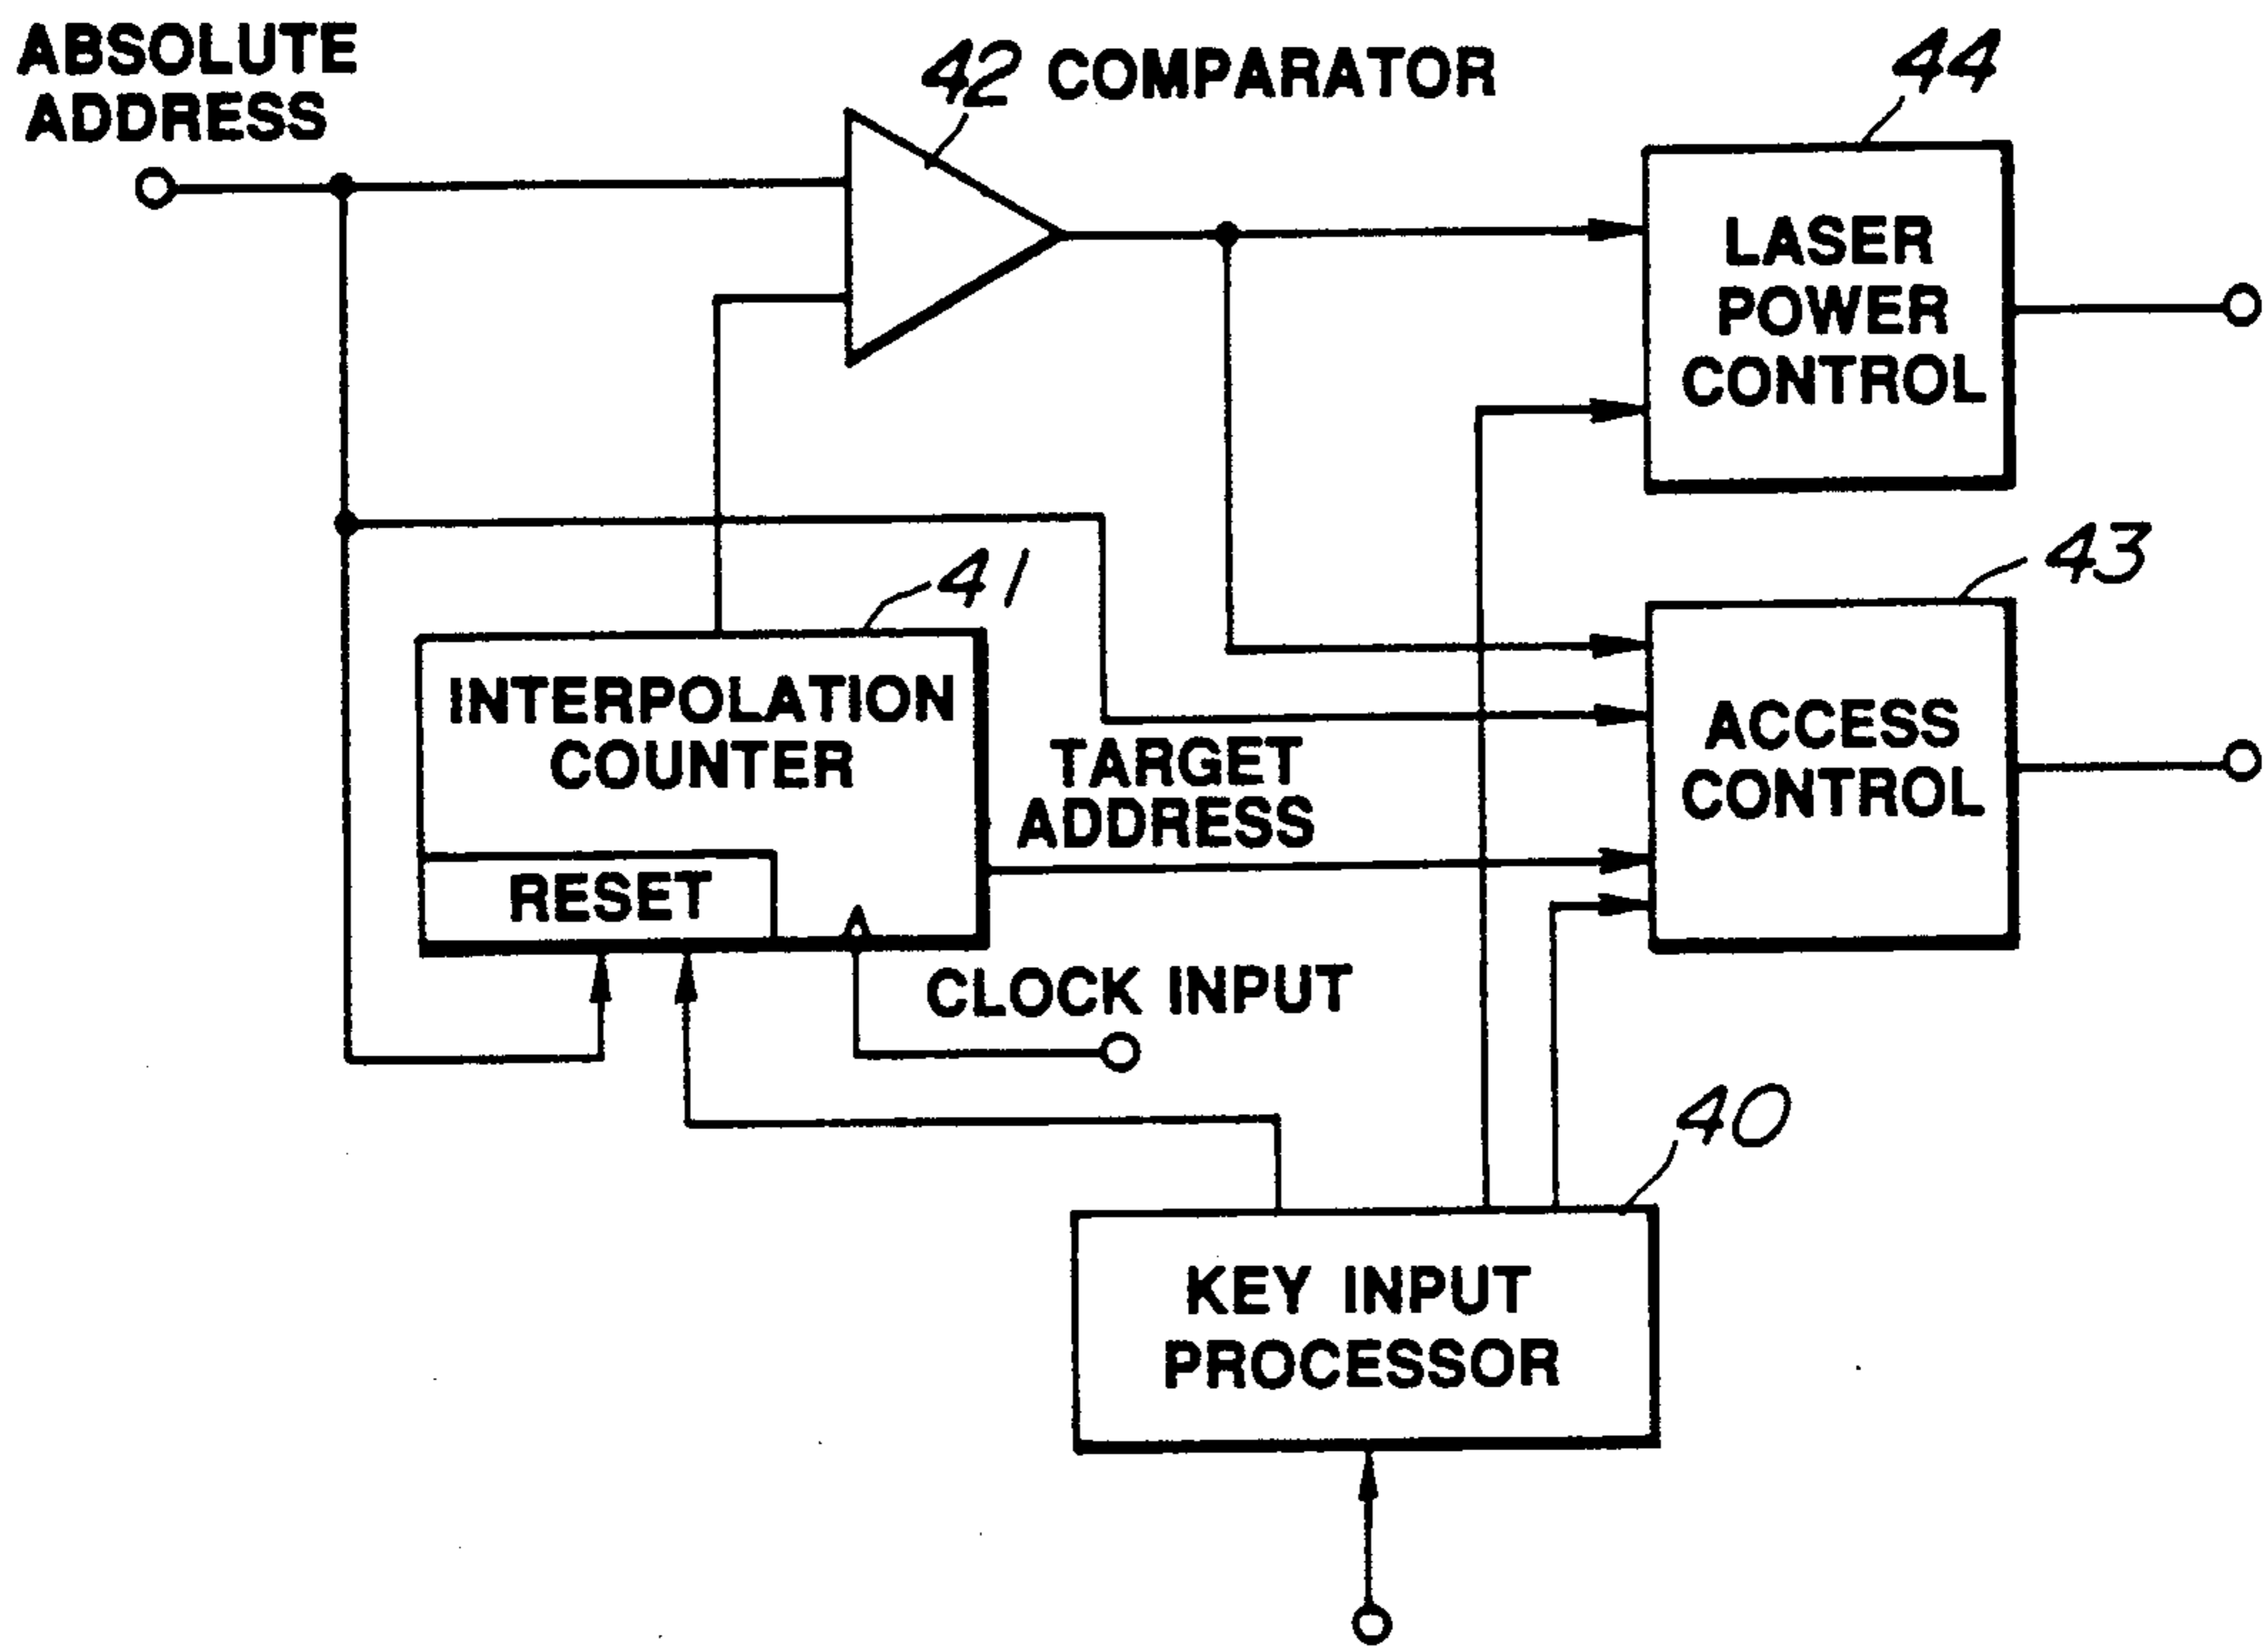 ABSOLUTE
ADDRESS
42 COMPARATOR
44
LASER
POWER
CONTROL
43
41
INTERPOLATION
COUNTER
ACCESS
CONTROL
TARGET
ADDRESS
RESET
CLOCK INPUT
40
KEY INPUT
PROCESSOR